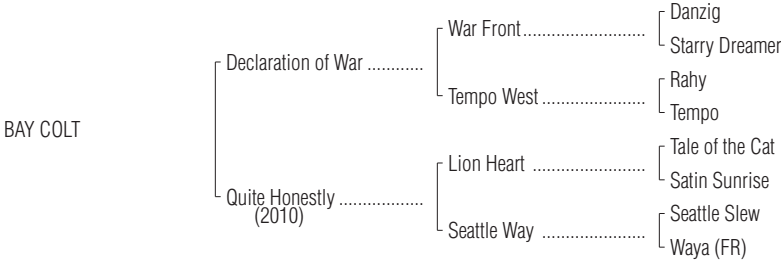 Danzig
War Front..........................
Starry Dreamer
Declaration of War ............
Rahy
Tempo West ......................
Tempo
BAY COLT
Tale of the Cat
Lion Heart ........................
Satin Sunrise
Quite Honestly ..................
(2010)
Seattle Slew
Seattle Way ......................
Waya (FR)